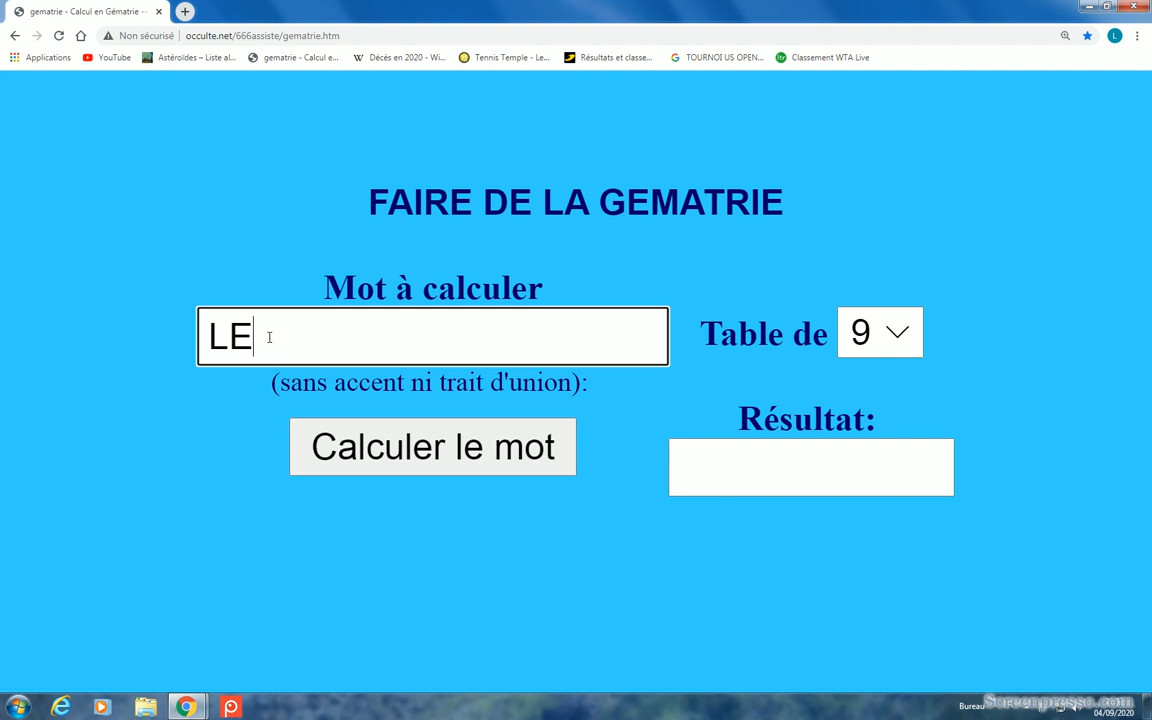 gematrie - Calcul en Gématrie -
Non sécurisé
occulte.net/666assiste/gematrie.htm
L
Applications
YouTube
Astéroïdes – Liste al...
gematrie - Calcul e...
W Décès en 2020 - Wi...
Tennis Temple - Le...
Résultats et classe...
TOURNOI US OPEN...
Classement WTA Live
FAIRE DE LA GEMATRIE
Mot à calculer
LE
Table de 9
(sans accent ni trait d'union):
Calculer le mot
Résultat:
Bureau
Screenpresso.com
04/09/2020